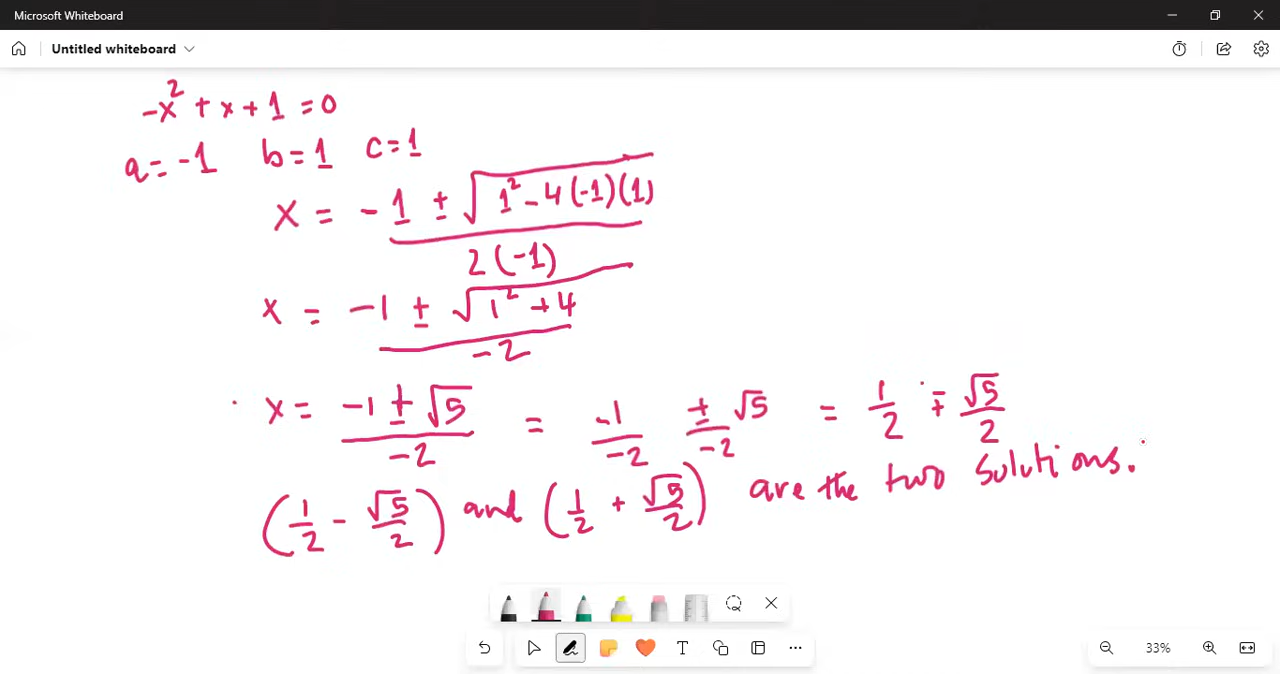 Microsoft Whiteboard
Untitled whiteboard
-x² + x + 1 = 0
a = -1 b = 1 c = 1
x = -1 ± √(1² - 4(-1)(1)) / 2(-1)
x = -1 ± √(1² + 4) / -2
x = -1 ± √5 / -2 = -1/-2 ± √5/-2 = 1/2 ∓ √5/2
(1/2 - √5/2) and (1/2 + √5/2) are the two solutions.
T
33%